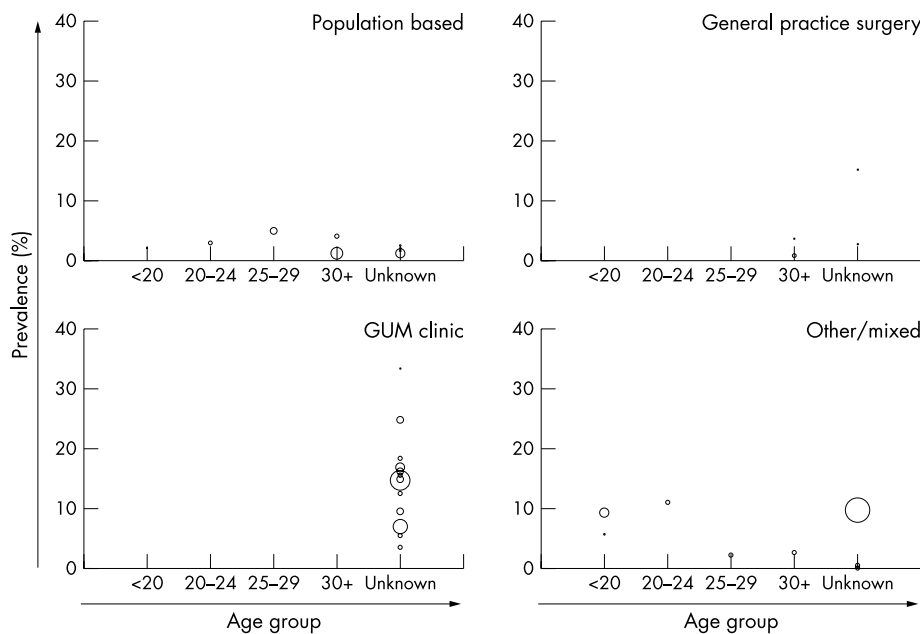 Prevalence (%)
Population based
40
30
20
10
0
<20 20–24 25–29 30+ Unknown
General practice surgery
40
30
20
10
0
<20 20–24 25–29 30+ Unknown
GUM clinic
40
30
20
10
0
<20 20–24 25–29 30+ Unknown
Age group
Other/mixed
40
30
20
10
0
<20 20–24 25–29 30+ Unknown
Age group